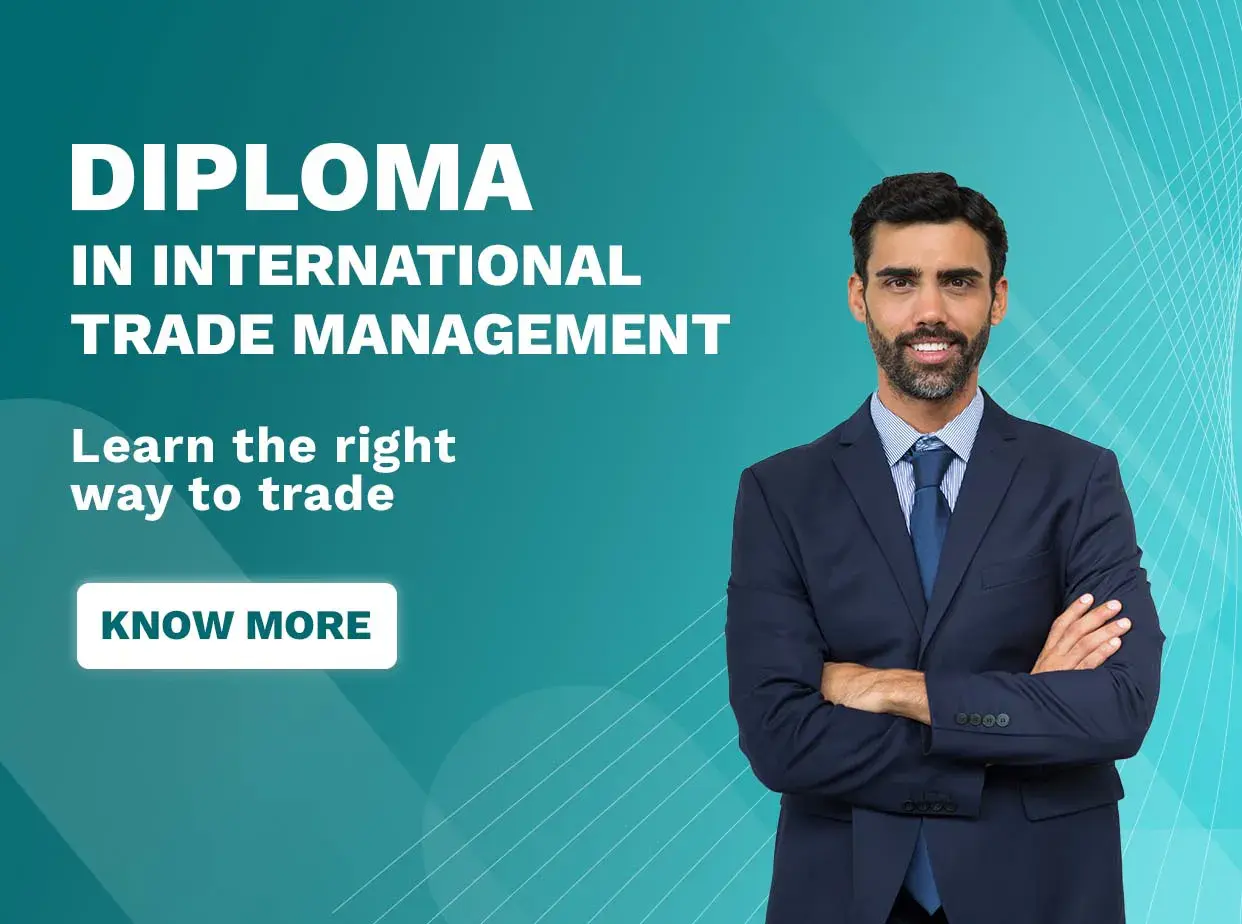 DIPLOMA
IN INTERNATIONAL
TRADE MANAGEMENT
Learn the right
way to trade
KNOW MORE